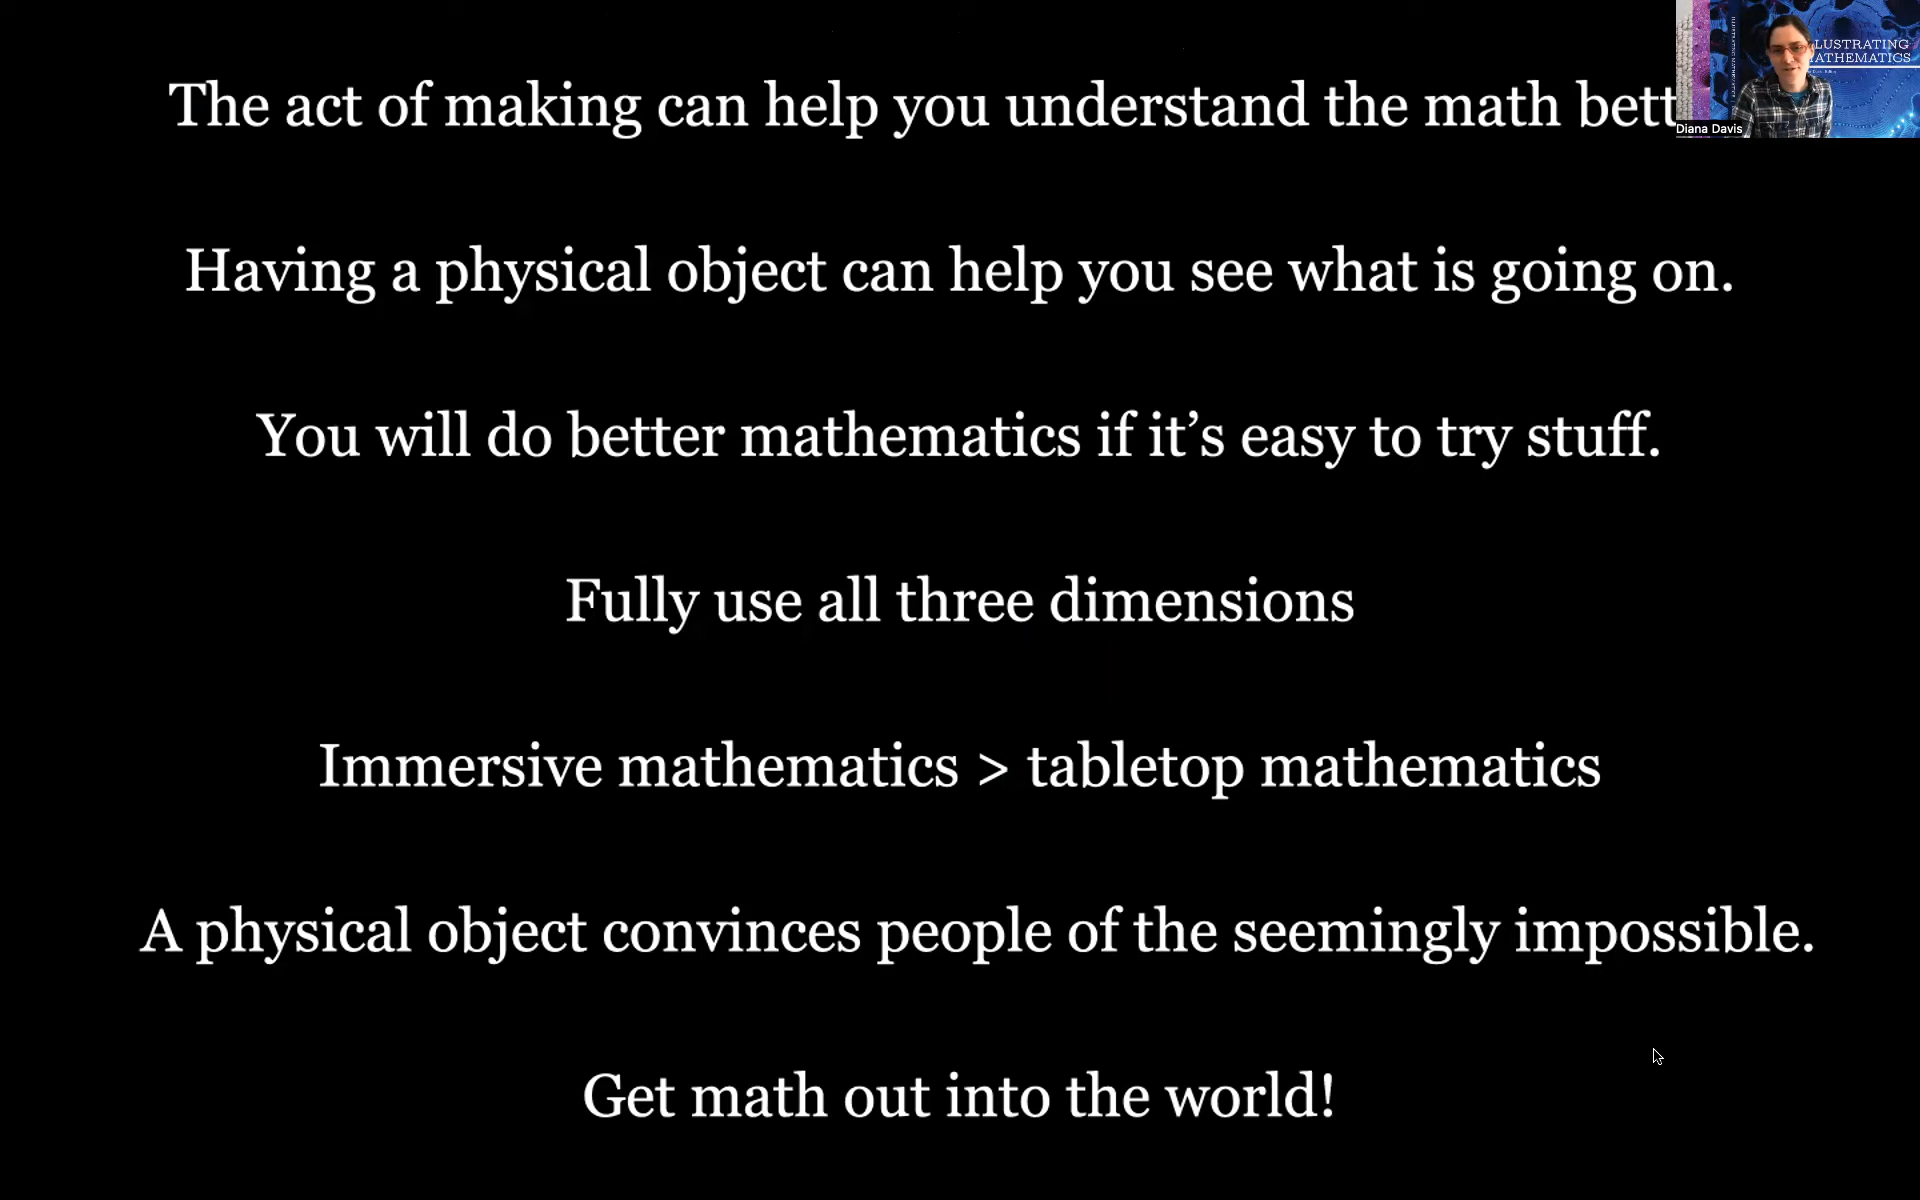 The act of making can help you understand the math bett
LUSTRATING
ATHEMATICS
Diana Davis
Having a physical object can help you see what is going on.
You will do better mathematics if it’s easy to try stuff.
Fully use all three dimensions
Immersive mathematics > tabletop mathematics
A physical object convinces people of the seemingly impossible.
Get math out into the world!